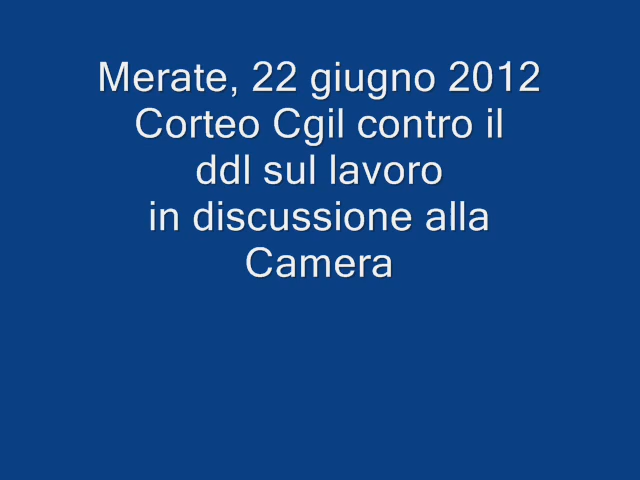 Merate, 22 giugno 2012
Corteo Cgil contro il
ddl sul lavoro
in discussione alla
Camera